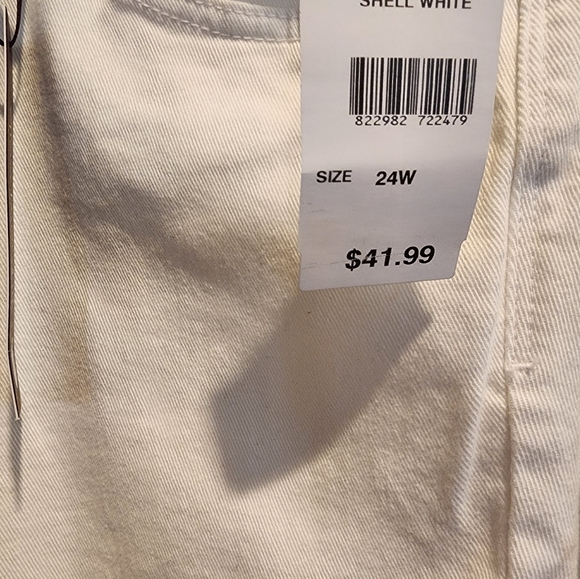 SHELL WHITE
822982 722479
SIZE 24W
$41.99